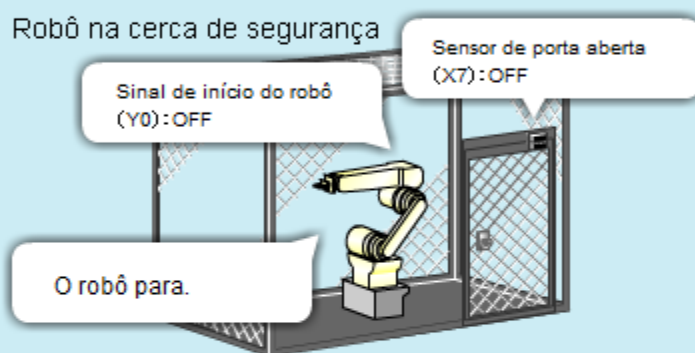 Robô na cerca de segurança
Sensor de porta aberta
(X7):OFF
Sinal de início do robô
(Y0):OFF
O robô para.